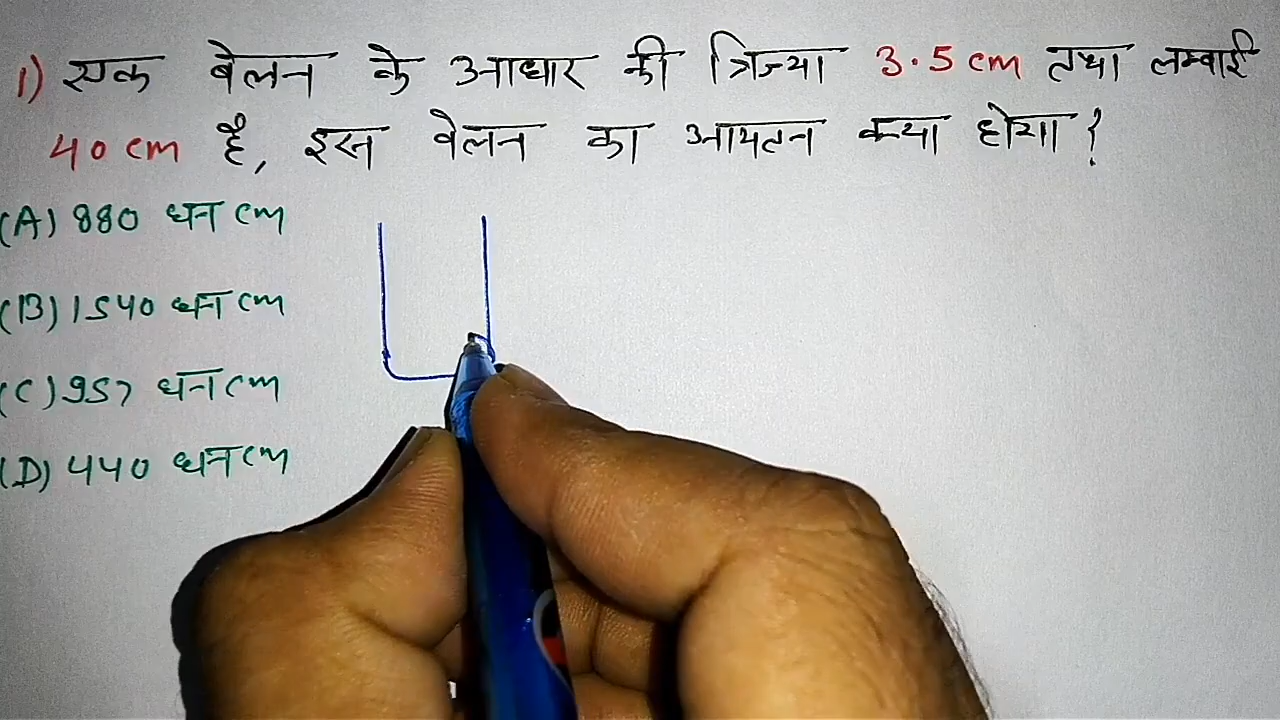 1) एक बेलन के आधार की त्रिज्या 3.5 cm तथा लम्बाई
40 cm है, इस बेलन का आयतन क्या होगा ?
(A) 880 घन cm
(B) 1540 घन cm
(C) 957 घन cm
(D) 440 घन cm